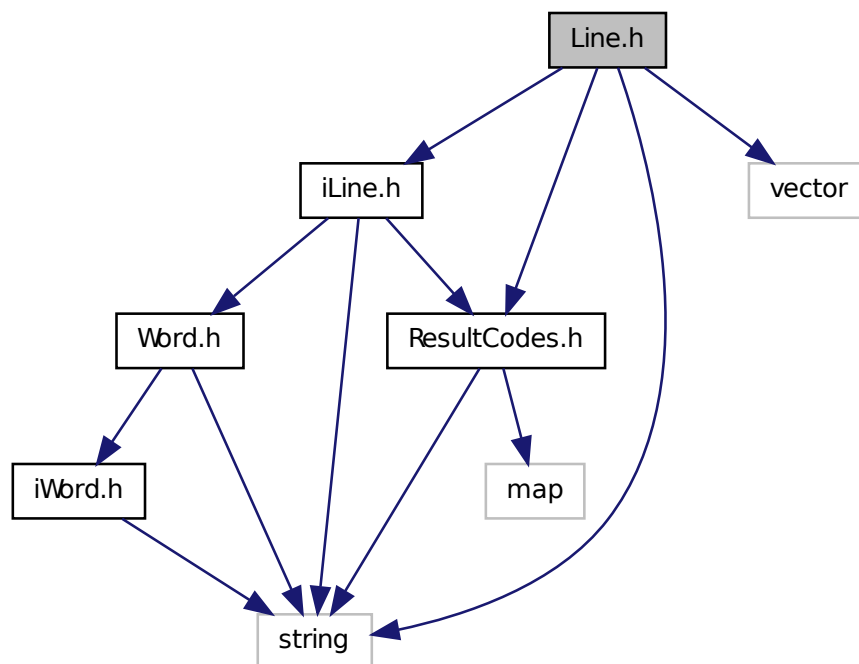 Line.h
iLine.h
vector
Word.h
ResultCodes.h
iWord.h
map
string